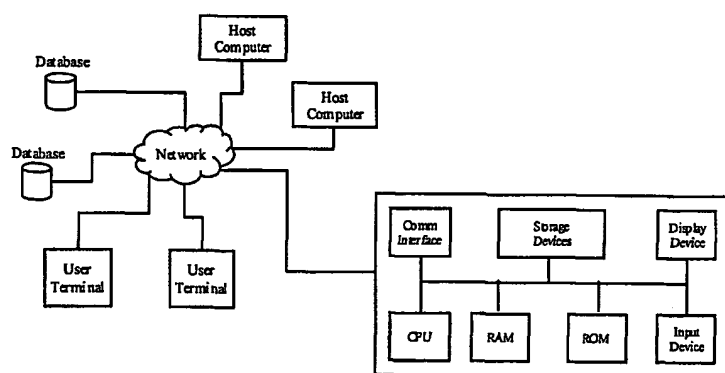 Host
Computer
Database
Host
Computer
Database
Network
User
Terminal
User
Terminal
Comm
Interface
Storage
Devices
Display
Device
CPU
RAM
ROM
Input
Device